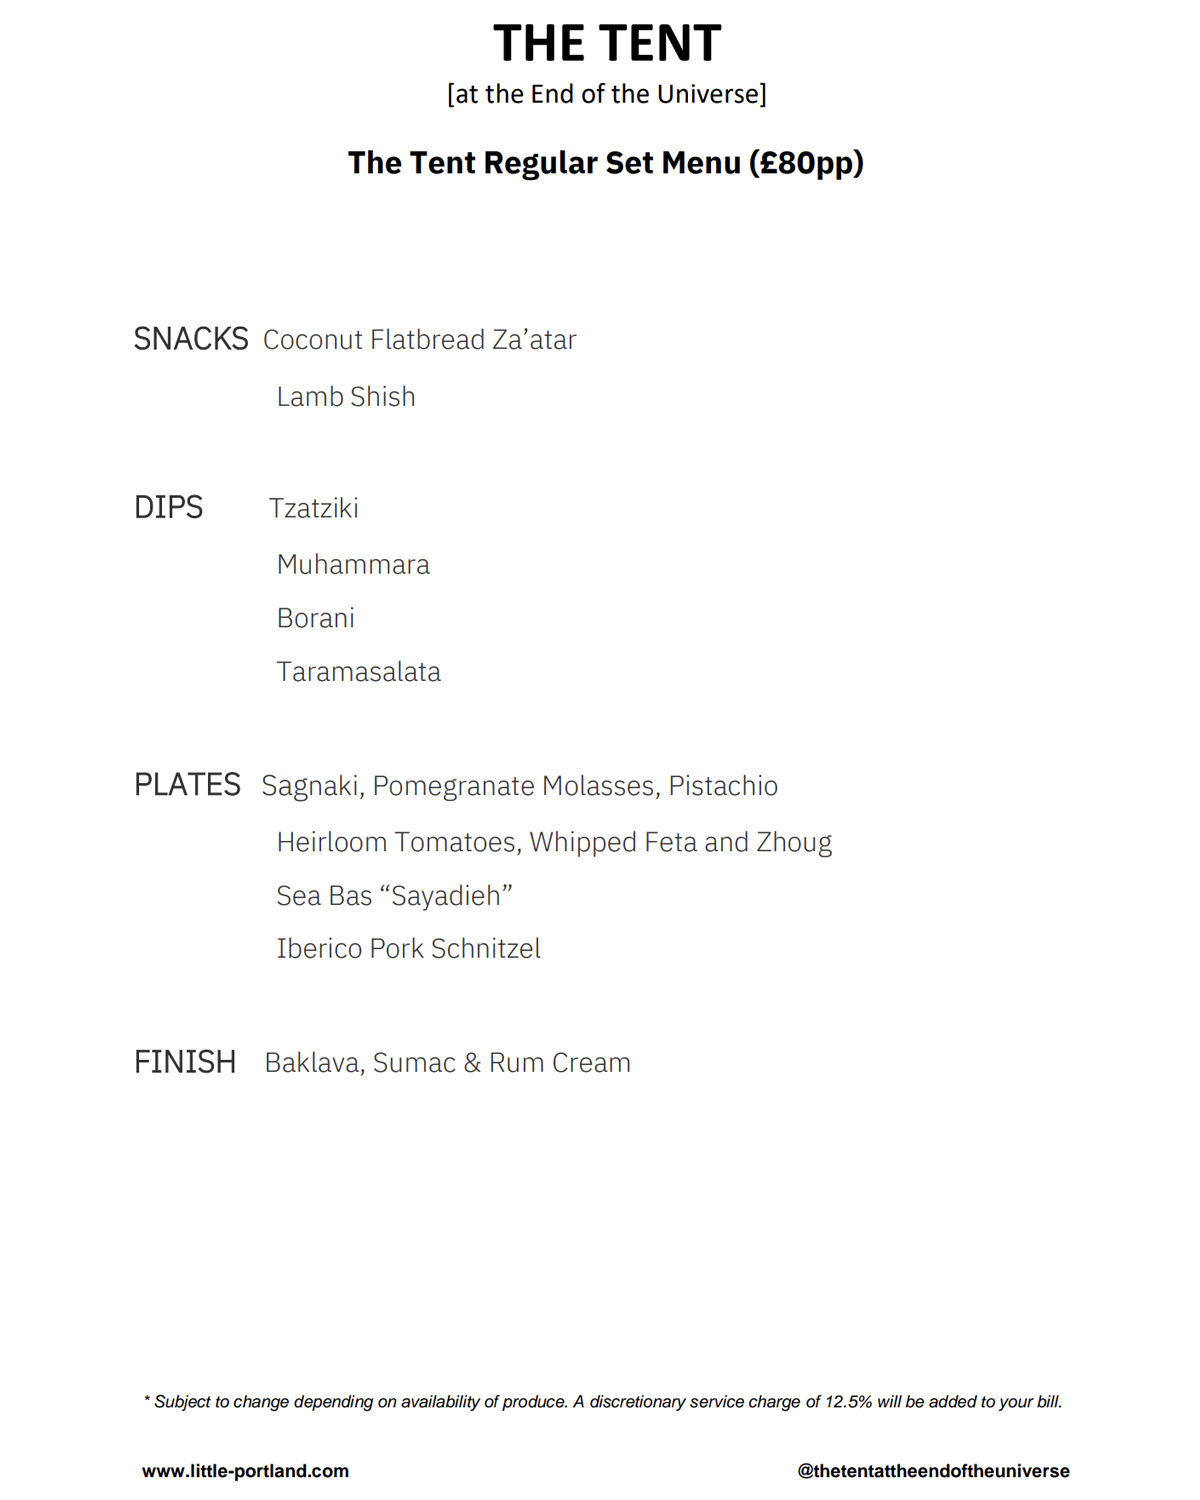 THE TENT
[at the End of the Universe]
The Tent Regular Set Menu (£80pp)
SNACKS Coconut Flatbread Za’atar
Lamb Shish
DIPS Tzatziki
Muhammara
Borani
Taramasalata
PLATES Sagnaki, Pomegranate Molasses, Pistachio
Heirloom Tomatoes, Whipped Feta and Zhoug
Sea Bas “Sayadieh”
Iberico Pork Schnitzel
FINISH Baklava, Sumac & Rum Cream
* Subject to change depending on availability of produce. A discretionary service charge of 12.5% will be added to your bill.
www.little-portland.com @thetentattheendoftheuniverse